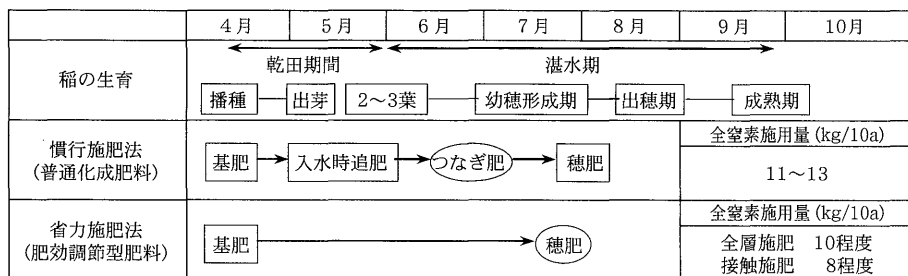 4月 5月 6月 7月 8月 9月 10月
稲の生育
乾田期間 湛水期
播種 出芽 2～3葉 幼穂形成期 出穂期 成熟期
慣行施肥法
(普通化成肥料)
基肥 入水時追肥 つなぎ肥 穂肥
全窒素施用量(kg/10a)
11～13
省力施肥法
(肥効調節型肥料)
基肥 穂肥
全窒素施用量(kg/10a)
全層施肥 10程度
接触施肥 8程度